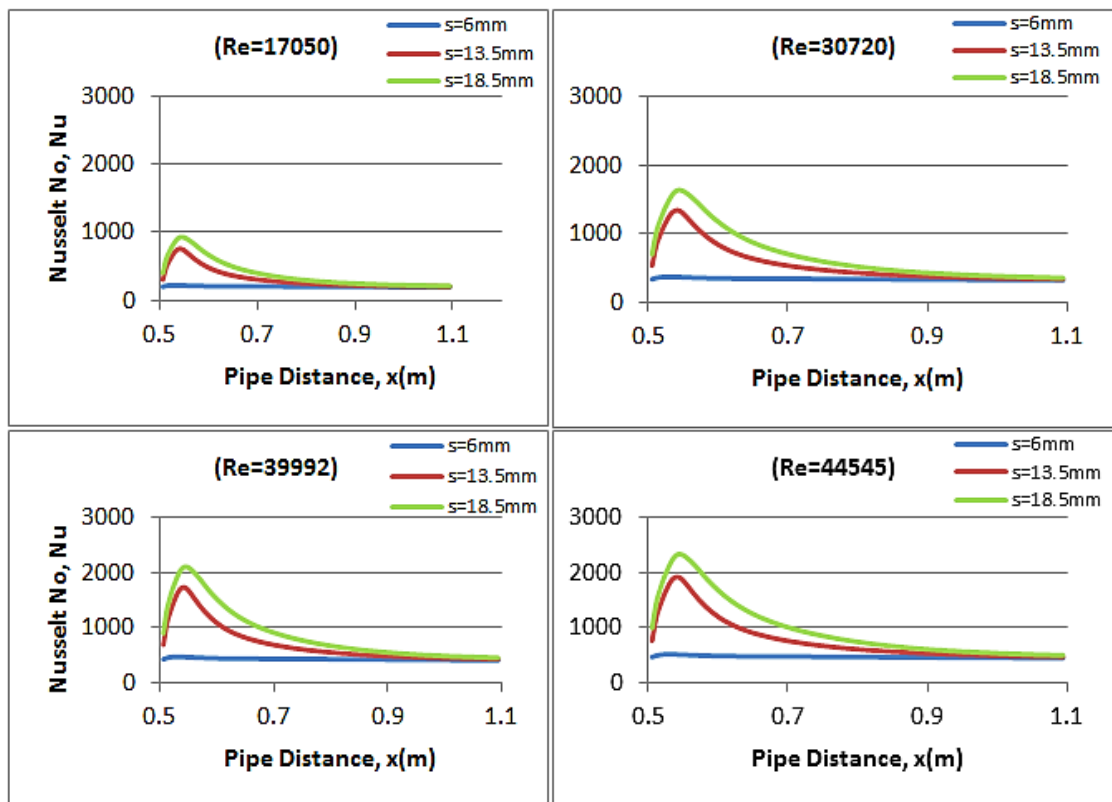 (Re=17050)
s=6mm
s=13.5mm
s=18.5mm
Nusselt No, Nu
3000
2000
1000
0
0.5 0.7 0.9 1.1
Pipe Distance, x(m)
(Re=30720)
s=6mm
s=13.5mm
s=18.5mm
3000
2000
1000
0
0.5 0.7 0.9 1.1
Pipe Distance, x(m)
(Re=39992)
s=6mm
s=13.5mm
s=18.5mm
Nusselt No, Nu
3000
2000
1000
0
0.5 0.7 0.9 1.1
Pipe Distance, x(m)
(Re=44545)
s=6mm
s=13.5mm
s=18.5mm
3000
2000
1000
0
0.5 0.7 0.9 1.1
Pipe Distance, x(m)